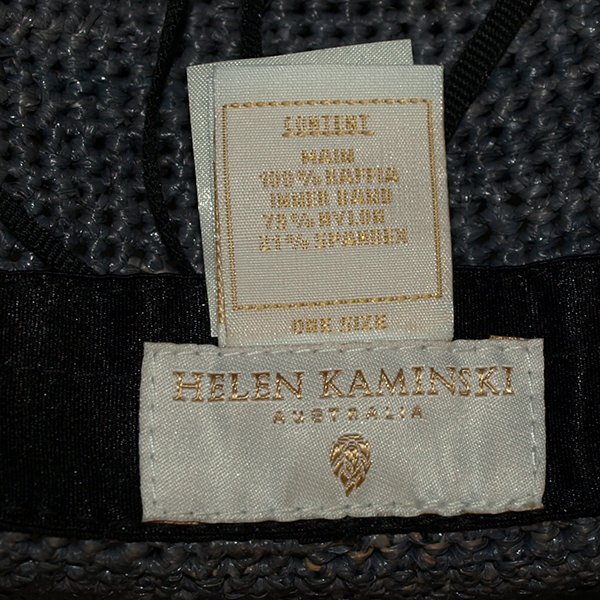 CONTENT
MAIN
100% RAFFIA
INNER BAND
79% NYLON
21% SPANDEX
ONE SIZE
HELEN KAMINSKI
AUSTRALIA